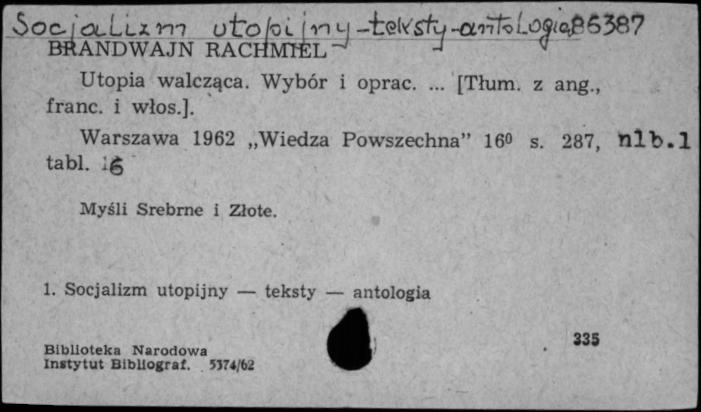 Socjalizm utopijny-teksty-antologia 86387
BRANDWAJN RACHMIEL
Utopia walcząca. Wybór i oprac. ... [Tłum. z ang.,
franc. i włos.].
Warszawa 1962 „Wiedza Powszechna” 16⁰ s. 287, nlb.1
tabl. 16
Myśli Srebrne i Złote.
1. Socjalizm utopijny — teksty — antologia
335
Biblioteka Narodowa
Instytut Bibliograf. 5374/62